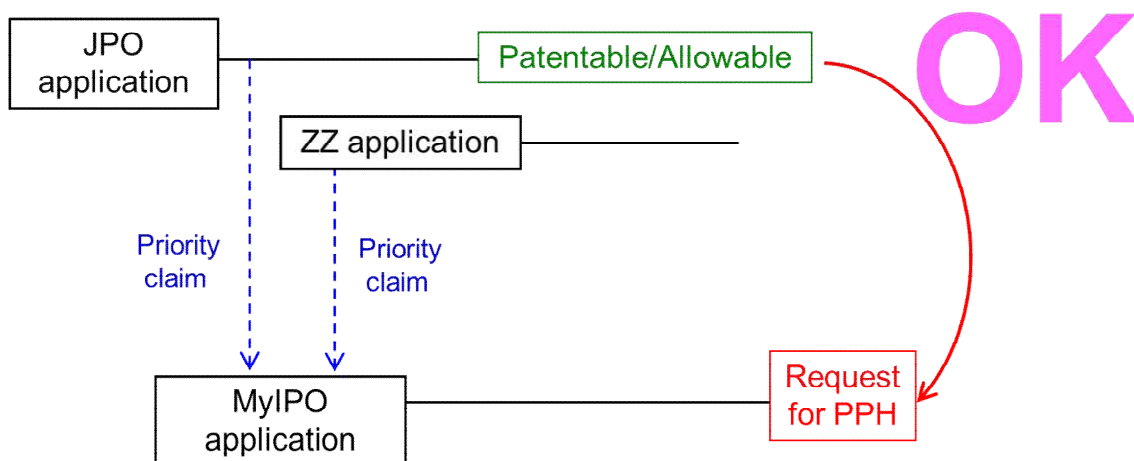 JPO
application
Patentable/Allowable
OK
ZZ application
Priority
claim
Priority
claim
MyIPO
application
Request
for PPH